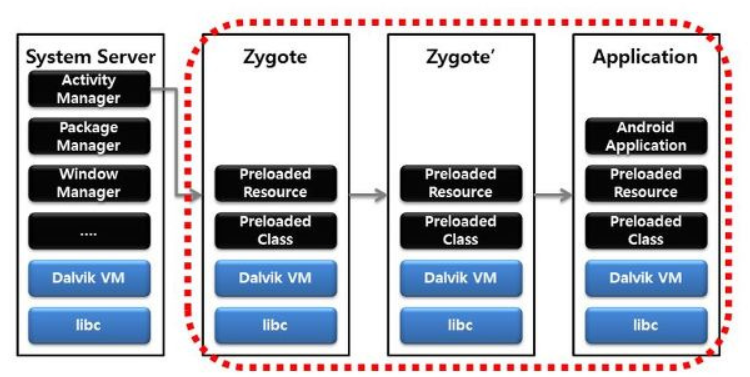 System Server
Activity
Manager
Package
Manager
Window
Manager
....
Dalvik VM
libc
Zygote
Preloaded
Resource
Preloaded
Class
Dalvik VM
libc
Zygote’
Preloaded
Resource
Preloaded
Class
Dalvik VM
libc
Application
Android
Application
Preloaded
Resource
Preloaded
Class
Dalvik VM
libc